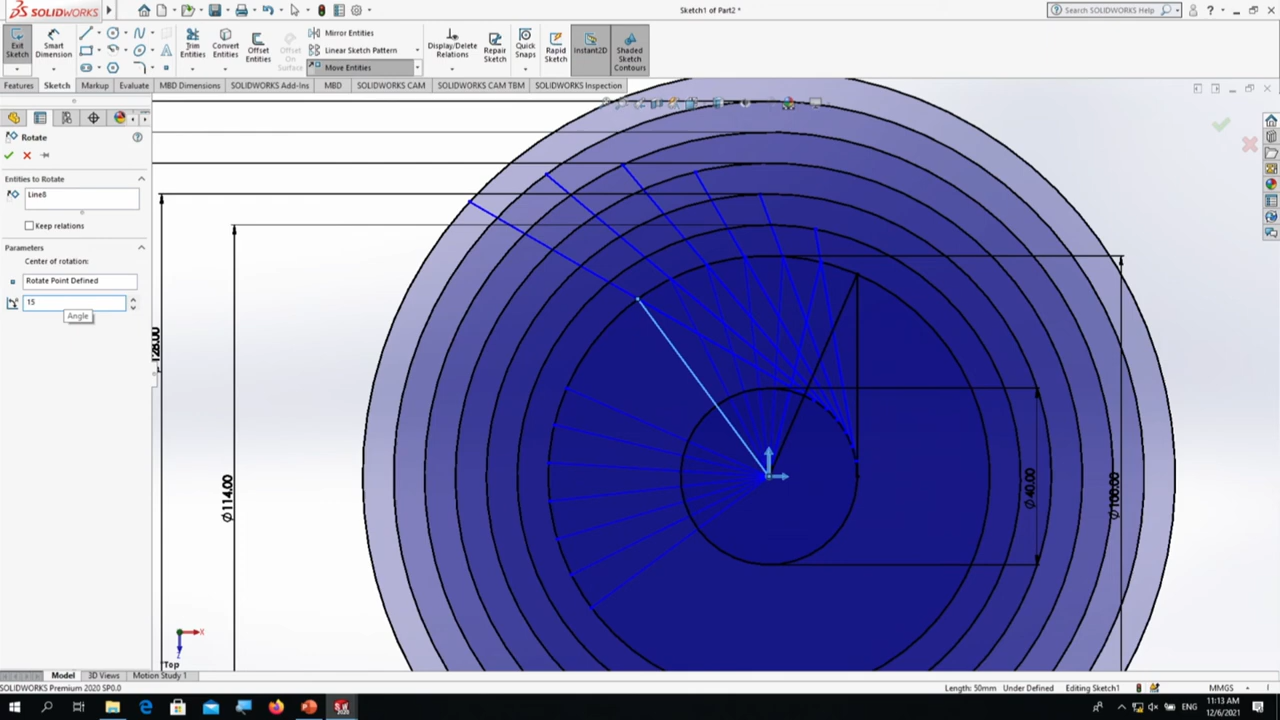 SOLIDWORKS
Sketch1 of Part2 *
Search SOLIDWORKS Help
Exit Sketch
Smart Dimension
Trim Entities
Convert Entities
Offset Entities
Offset On Surface
Mirror Entities
Linear Sketch Pattern
Move Entities
Display/Delete Relations
Repair Sketch
Quick Snaps
Rapid Sketch
Instant2D
Shaded Sketch Contours
Features
Sketch
Markup
Evaluate
MBD Dimensions
SOLIDWORKS Add-Ins
MBD
SOLIDWORKS CAM
SOLIDWORKS CAM TBM
SOLIDWORKS Inspection
Rotate
Entities to Rotate
Line8
Keep relations
Parameters
Center of rotation:
Rotate Point Defined
15
Angle
128.00
Ø114.00
Ø40.00
Ø100.00
X
Z
*Top
Model
3D Views
Motion Study 1
SOLIDWORKS Premium 2020 SP0.0
Length: 50mm
Under Defined
Editing Sketch1
MMGS
ENG
11:13 AM
12/6/2021